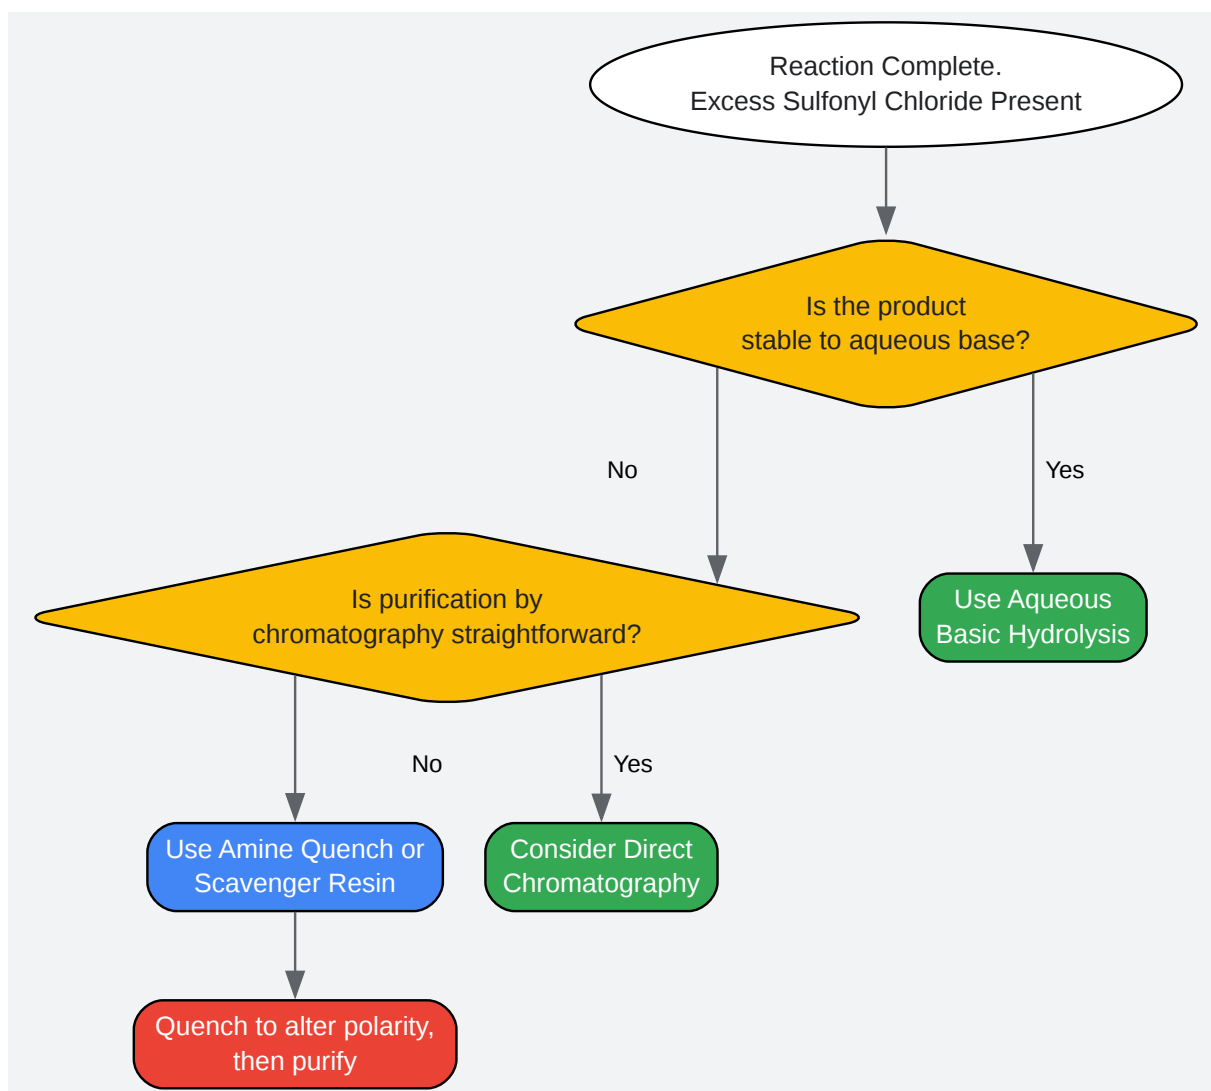 Reaction Complete.
Excess Sulfonyl Chloride Present
Is the product
stable to aqueous base?
No
Yes
Is purification by
chromatography straightforward?
Use Aqueous
Basic Hydrolysis
No
Yes
Use Amine Quench or
Scavenger Resin
Consider Direct
Chromatography
Quench to alter polarity,
then purify